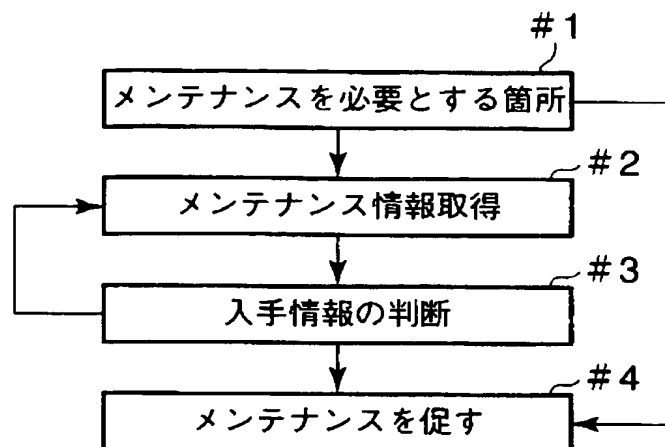 #1
メンテナンスを必要とする箇所
#2
メンテナンス情報取得
#3
入手情報の判断
#4
メンテナンスを促す